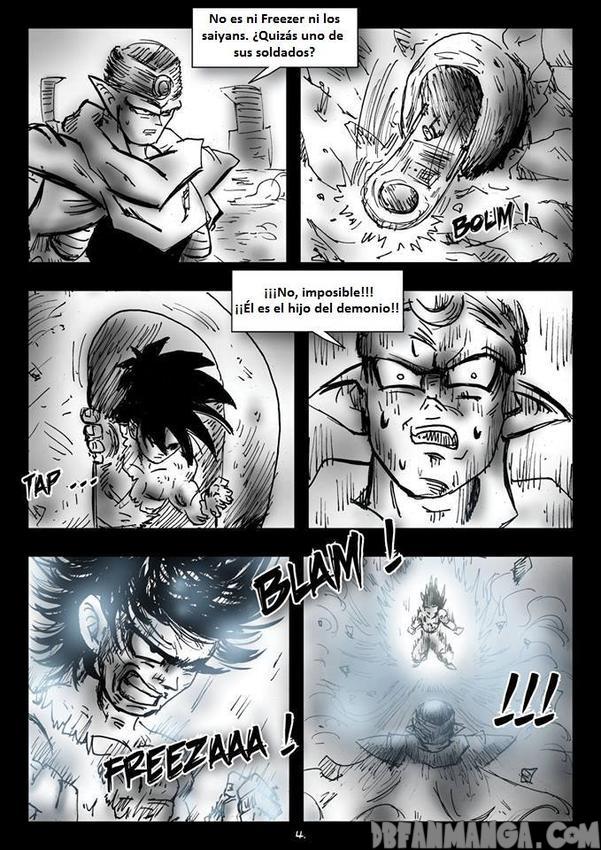 No es ni Freezer ni los
saiyans. ¿Quizás uno de
sus soldados?
BOUM !
¡¡¡No, imposible!!!
¡¡Él es el hijo del demonio!!
TAP ...
BLAM !
FREEZAAA !
!!!
4.
DBFANMANGA.COM